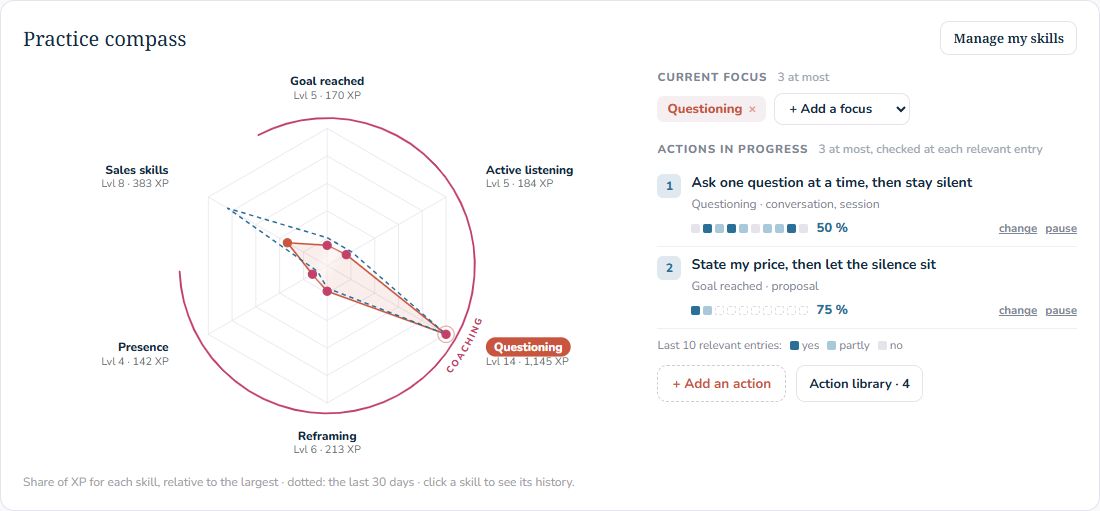 Practice compass
Manage my skills
Goal reached
Lvl 5 · 170 XP
Sales skills
Lvl 8 · 383 XP
Active listening
Lvl 5 · 184 XP
Presence
Lvl 4 · 142 XP
COACHING
Questioning
Lvl 14 · 1,145 XP
Reframing
Lvl 6 · 213 XP
Share of XP for each skill, relative to the largest · dotted: the last 30 days · click a skill to see its history.
CURRENT FOCUS 3 at most
Questioning × + Add a focus
ACTIONS IN PROGRESS 3 at most, checked at each relevant entry
1 Ask one question at a time, then stay silent
Questioning · conversation, session
50 % change pause
2 State my price, then let the silence sit
Goal reached · proposal
75 % change pause
Last 10 relevant entries: yes partly no
+ Add an action Action library · 4